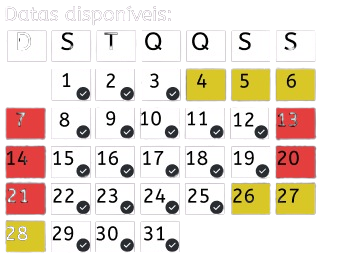 Datas disponíveis:
D S T Q Q S S
1 2 3 4 5 6
7 8 9 10 11 12 13
14 15 16 17 18 19 20
21 22 23 24 25 26 27
28 29 30 31